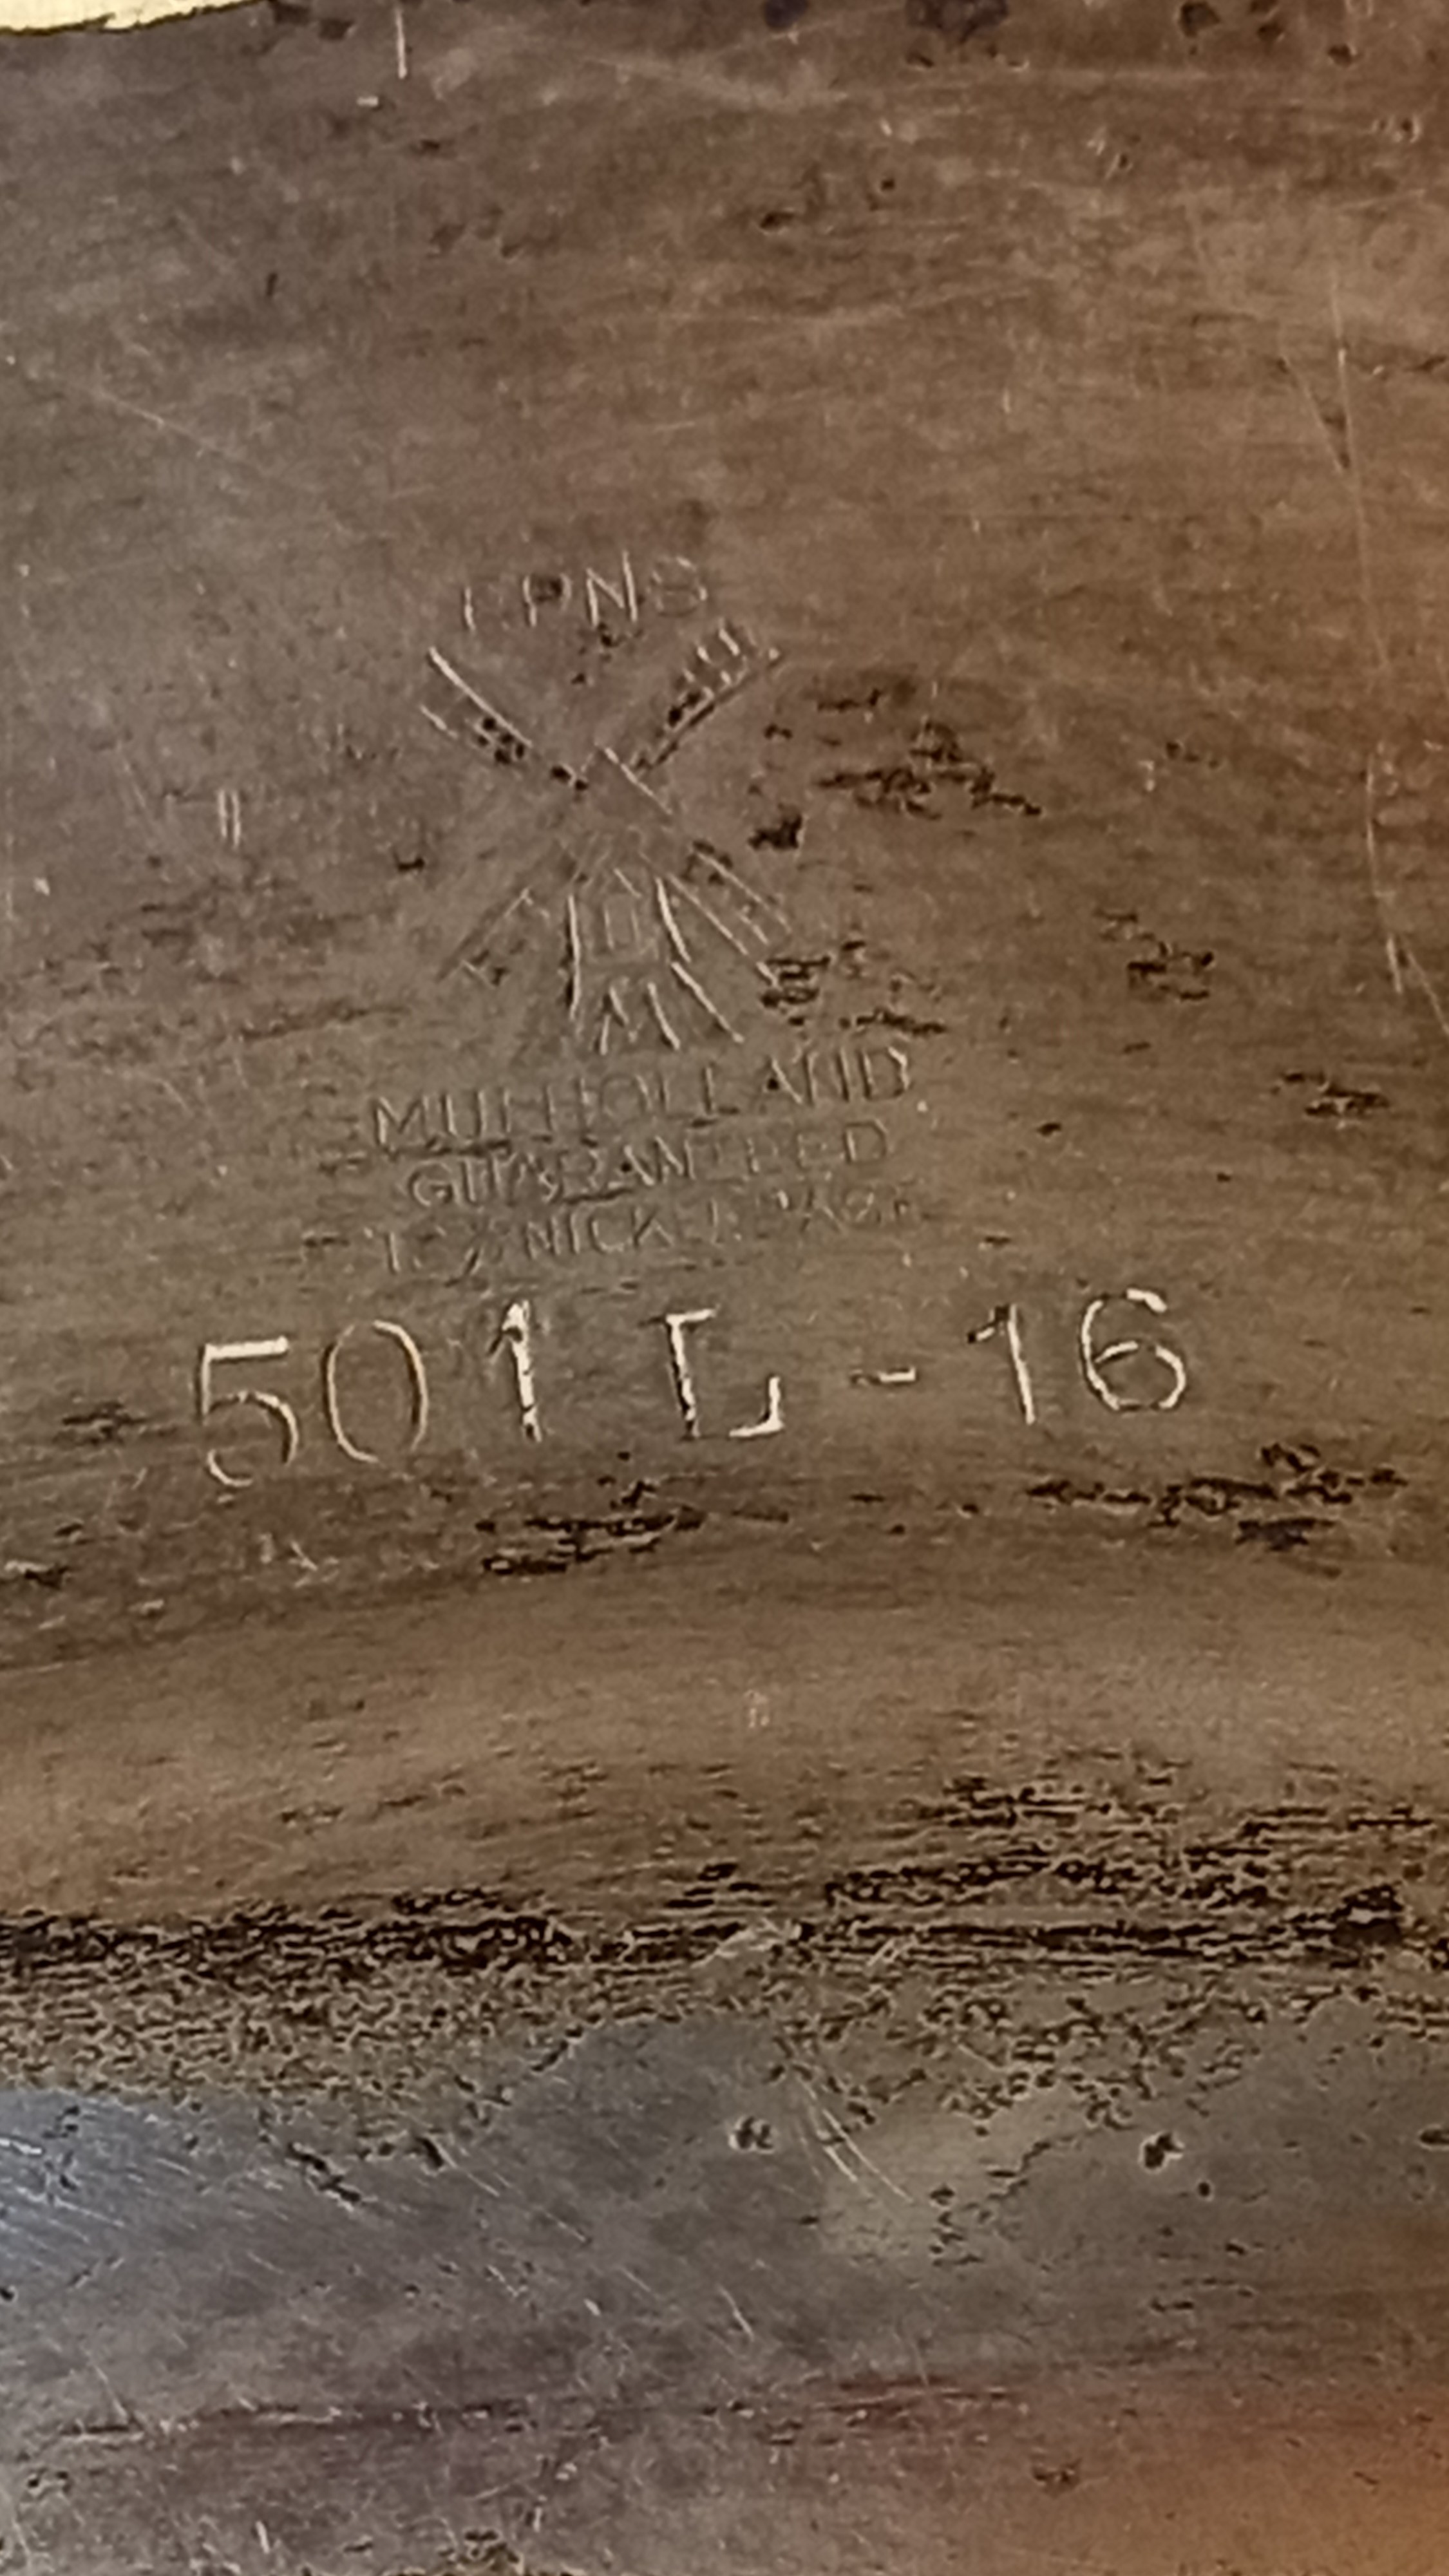 EPNS
M
MULHOLLAND
GUARANTEED
10% NICKEL BASE
501 L - 16